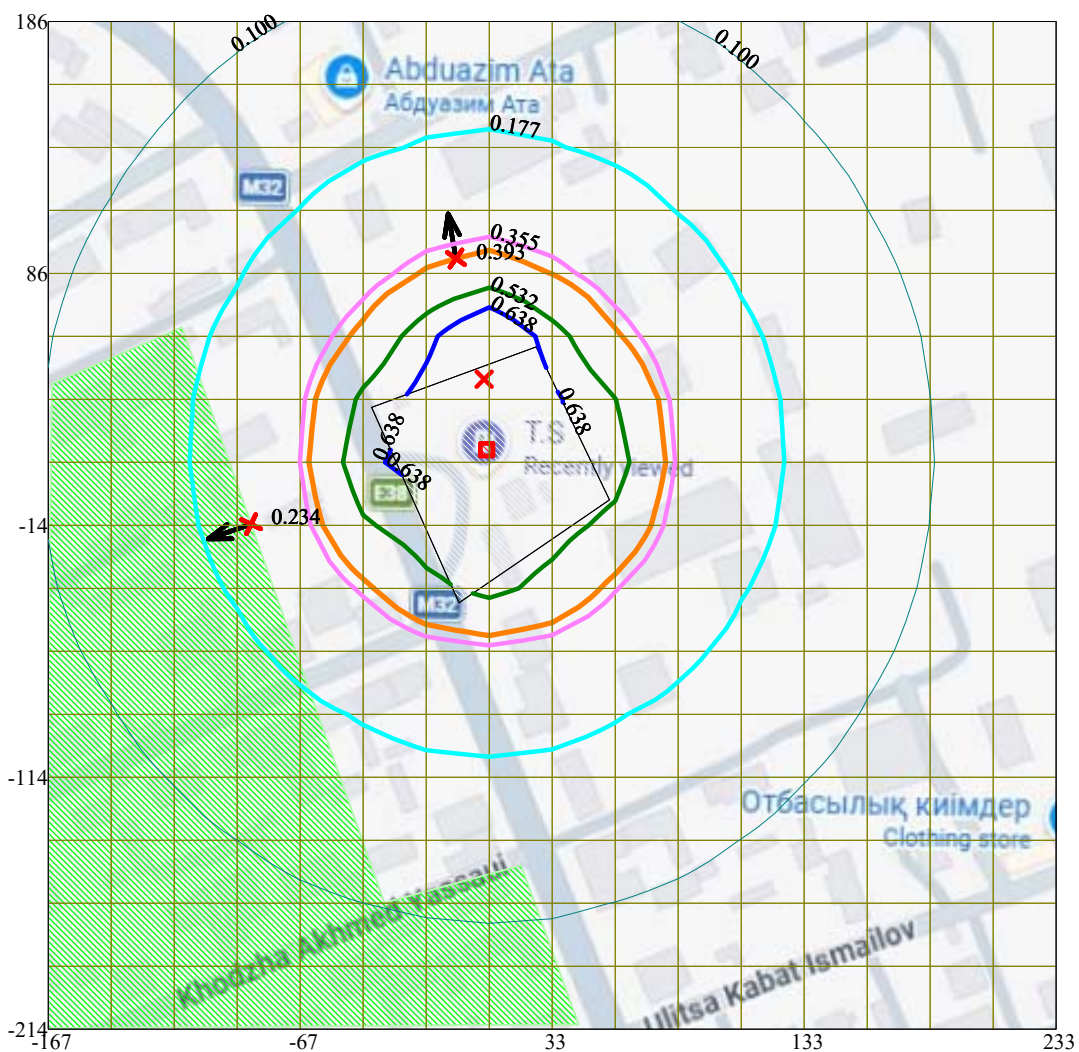 186
0.100
0.100
Abduazim Ata
Абдуазим Ата
0.177
M32
0.355
0.393
86
0.532
0.638
0.638
0.638
0.638
T.S
Recently viewed
0.234
-14
M32
-114
Отбасылық киімдер
Clothing store
Khodzha Akhmed Yassaui
Ulitsa Kabat Ismailov
-214
-167
-67
33
133
233